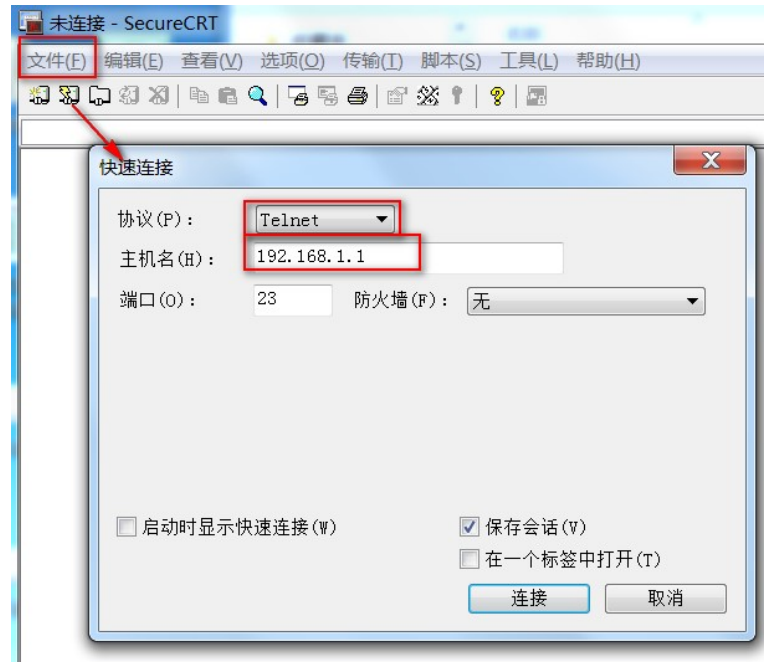 未连接 - SecureCRT
文件(F) 编辑(E) 查看(V) 选项(O) 传输(T) 脚本(S) 工具(L) 帮助(H)
快速连接
协议(P): Telnet
主机名(H): 192.168.1.1
端口(O): 23 防火墙(F): 无
启动时显示快速连接(W) 保存会话(V)
在一个标签中打开(T)
连接 取消